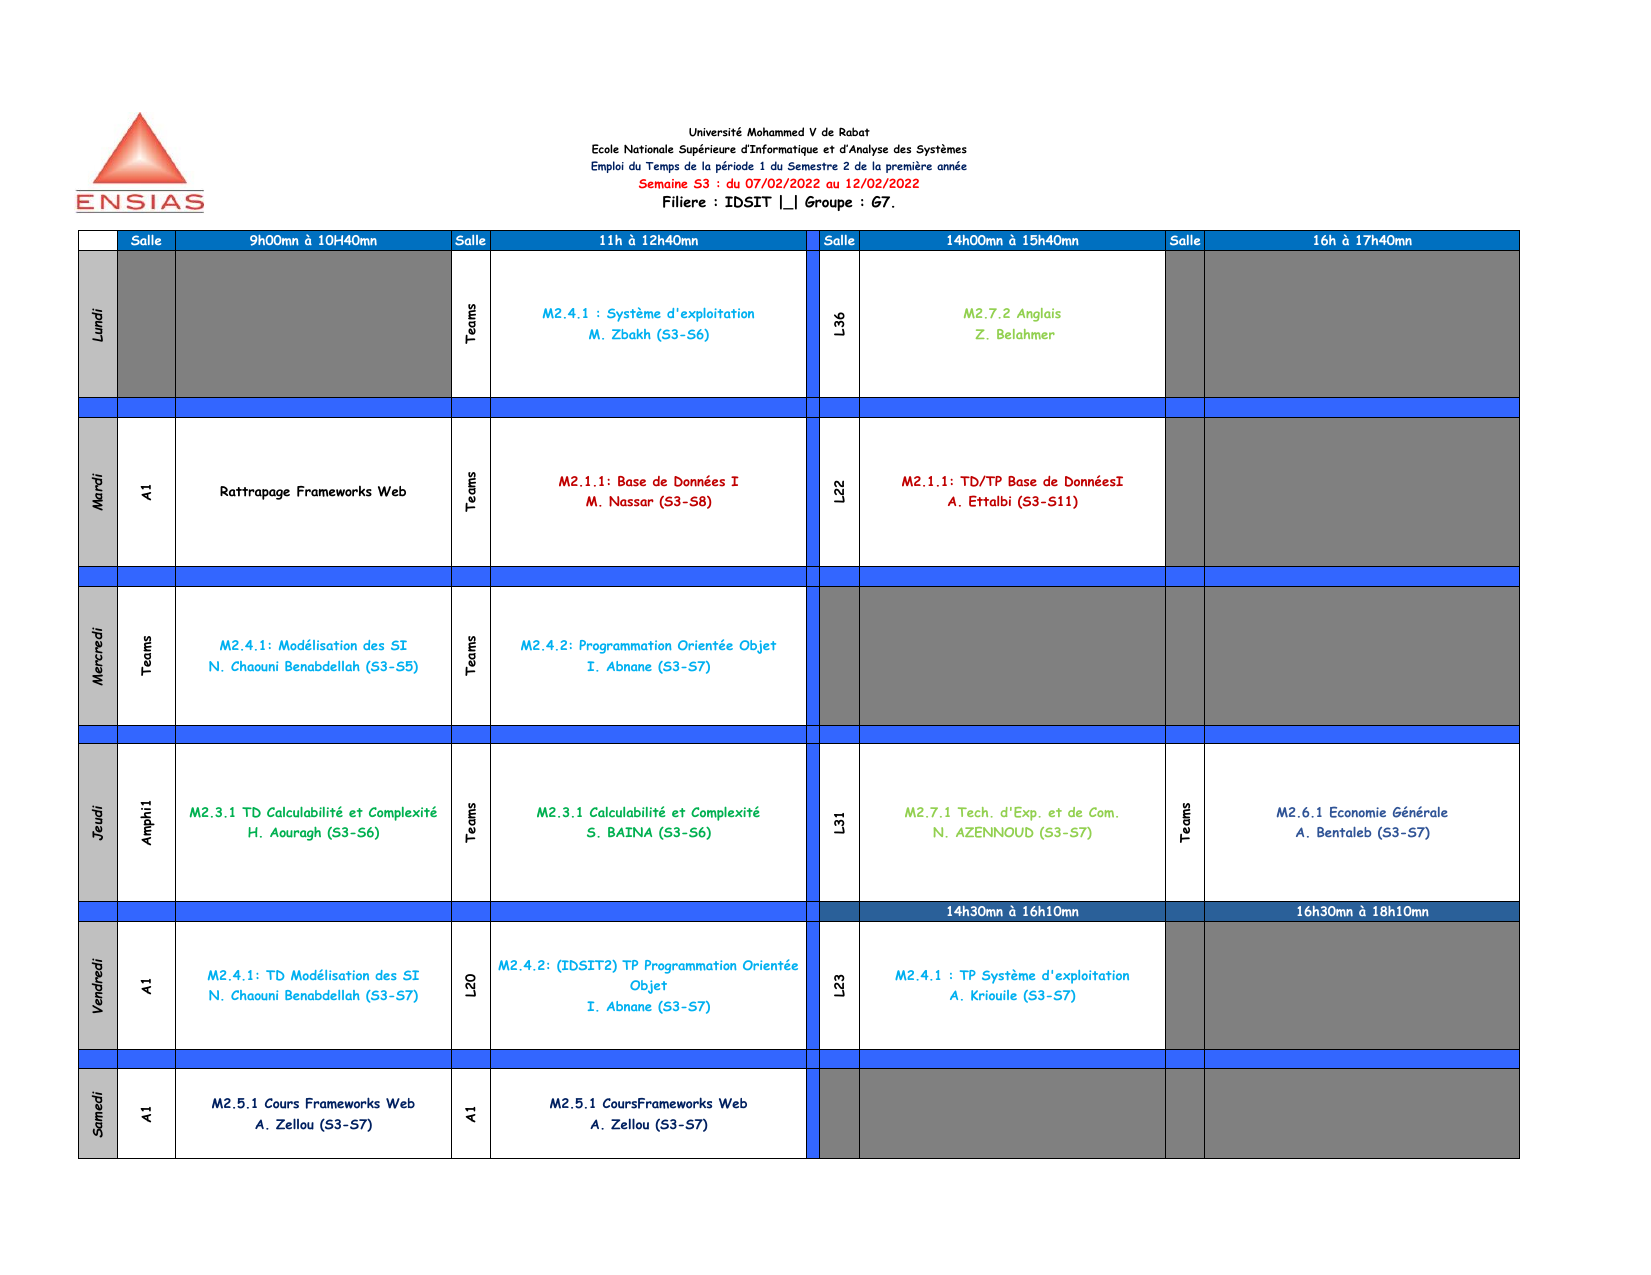 ENSIAS
Université Mohammed V de Rabat
Ecole Nationale Supérieure d’Informatique et d’Analyse des Systèmes
Emploi du Temps de la période 1 du Semestre 2 de la première année
Semaine S3 : du 07/02/2022 au 12/02/2022
Filiere : IDSIT |_| Groupe : G7.
Salle 9h00mn à 10H40mn Salle 11h à 12h40mn Salle 14h00mn à 15h40mn Salle 16h à 17h40mn
Lundi
Teams
M2.4.1 : Système d'exploitation
M. Zbakh (S3-S6)
L36
M2.7.2 Anglais
Z. Belahmer
Mardi
A1
Rattrapage Frameworks Web
Teams
M2.1.1: Base de Données I
M. Nassar (S3-S8)
L22
M2.1.1: TD/TP Base de DonnéesI
A. Ettalbi (S3-S11)
Mercredi
Teams
M2.4.1: Modélisation des SI
N. Chaouni Benabdellah (S3-S5)
Teams
M2.4.2: Programmation Orientée Objet
I. Abnane (S3-S7)
Jeudi
Amphi1
M2.3.1 TD Calculabilité et Complexité
H. Aouragh (S3-S6)
Teams
M2.3.1 Calculabilité et Complexité
S. BAINA (S3-S6)
L31
M2.7.1 Tech. d'Exp. et de Com.
N. AZENNOUD (S3-S7)
Teams
M2.6.1 Economie Générale
A. Bentaleb (S3-S7)
14h30mn à 16h10mn 16h30mn à 18h10mn
Vendredi
A1
M2.4.1: TD Modélisation des SI
N. Chaouni Benabdellah (S3-S7)
L20
M2.4.2: (IDSIT2) TP Programmation Orientée
Objet
I. Abnane (S3-S7)
L23
M2.4.1 : TP Système d'exploitation
A. Kriouile (S3-S7)
Samedi
A1
M2.5.1 Cours Frameworks Web
A. Zellou (S3-S7)
A1
M2.5.1 CoursFrameworks Web
A. Zellou (S3-S7)